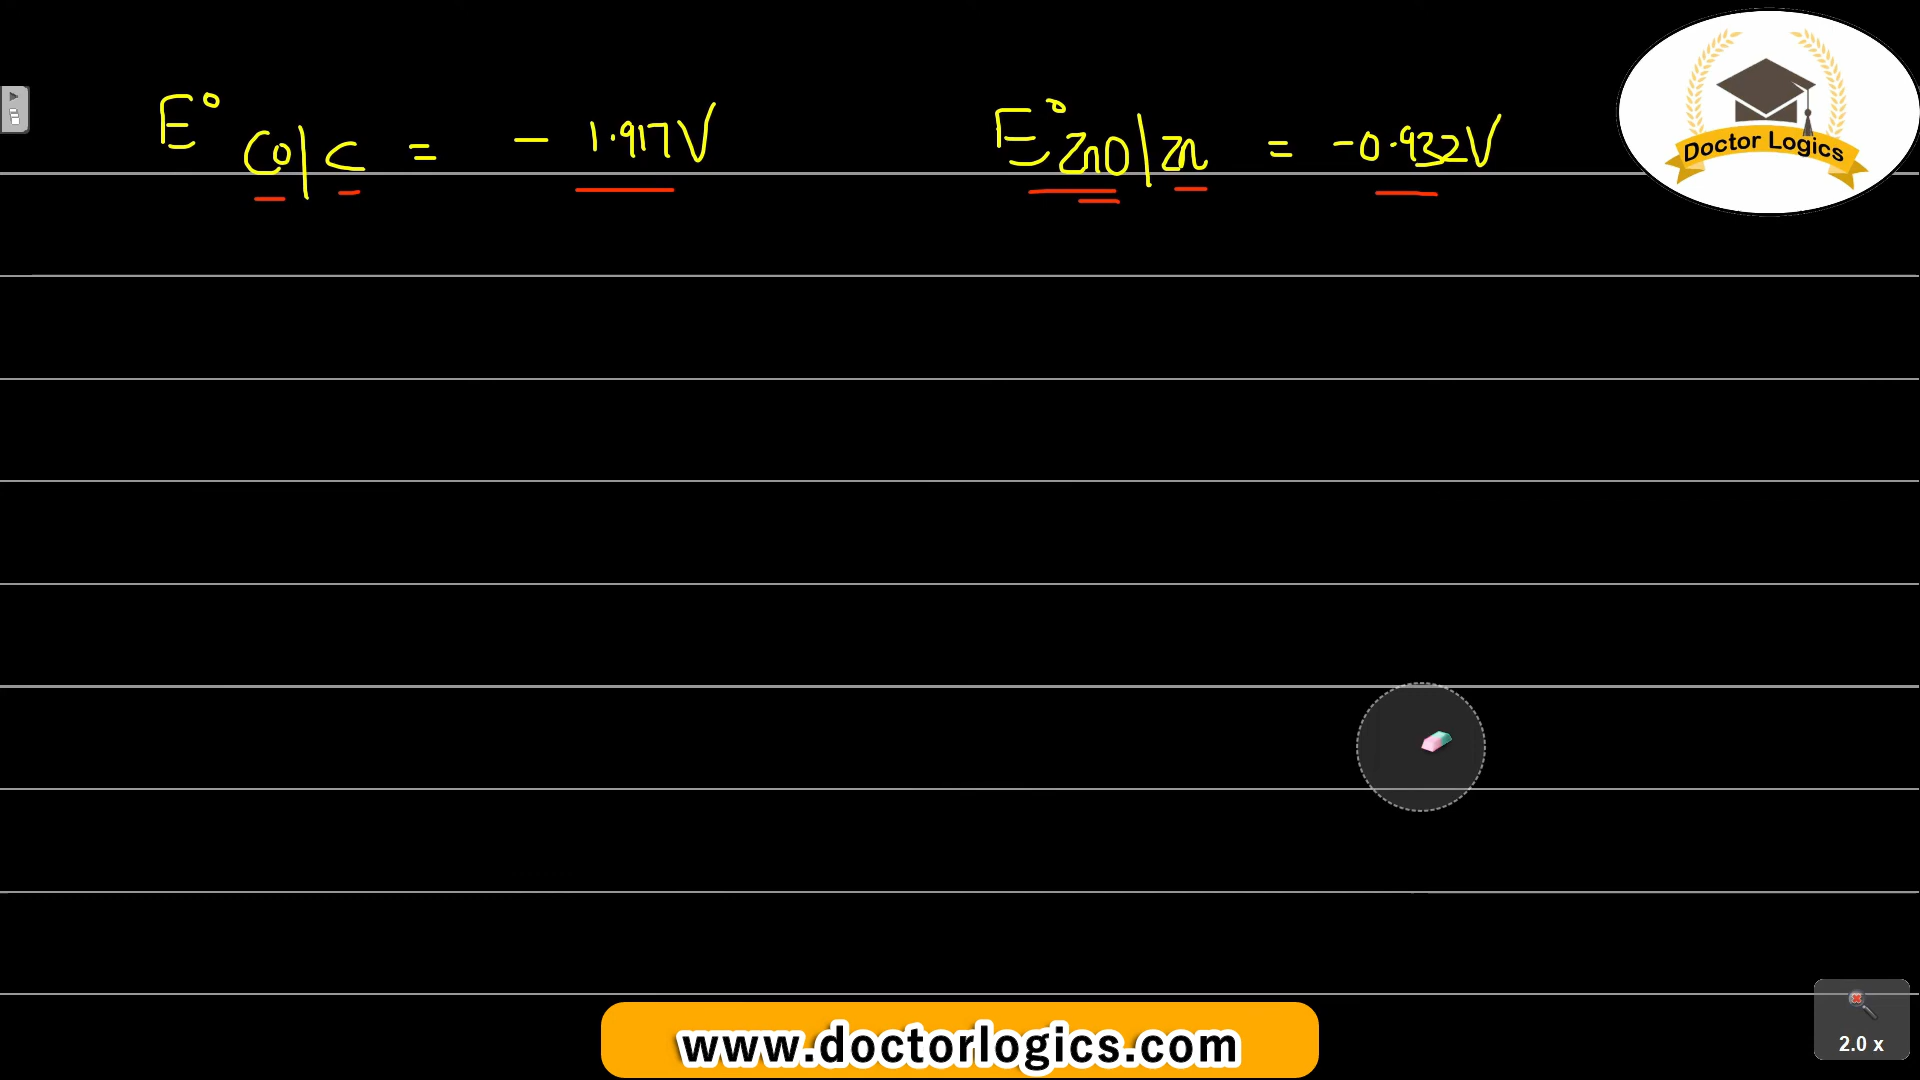 E° CO|C = - 1.917V
E° ZnO|Zn = -0.932V
Doctor Logics
www.doctorlogics.com
2.0 x